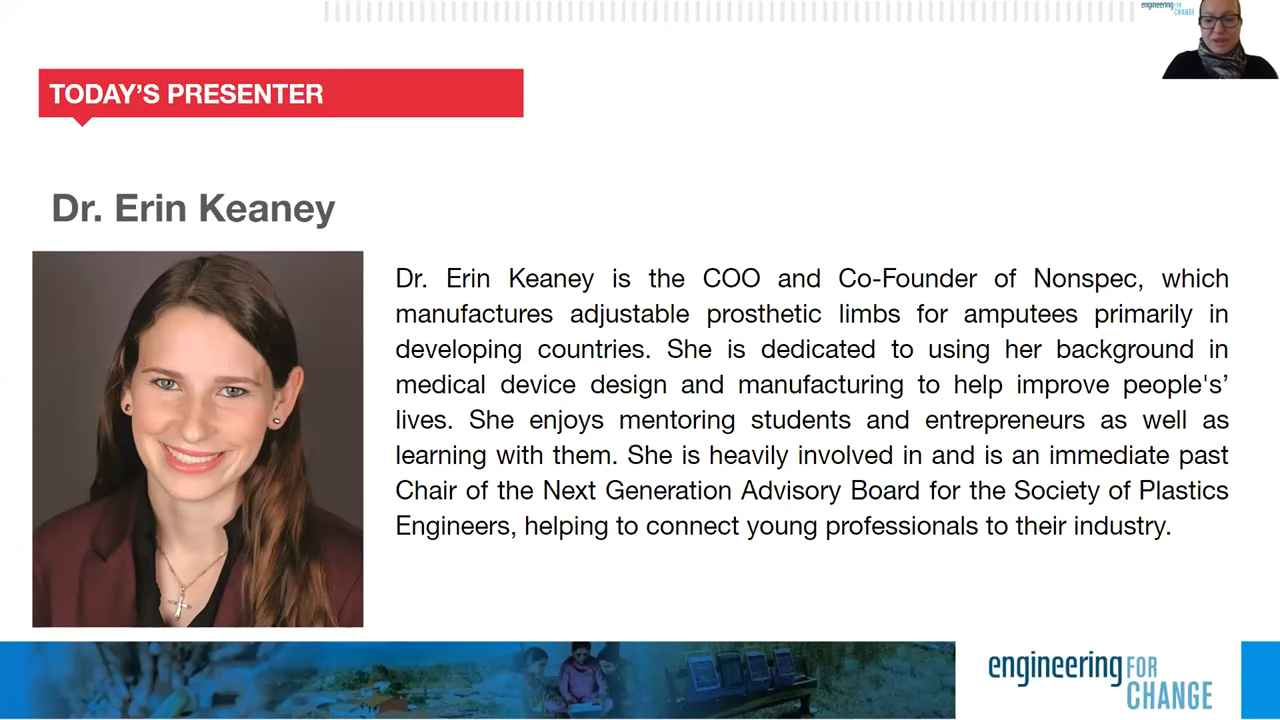 engineering FOR
CHANGE
TODAY'S PRESENTER
Dr. Erin Keaney
Dr. Erin Keaney is the COO and Co-Founder of Nonspec, which
manufactures adjustable prosthetic limbs for amputees primarily in
developing countries. She is dedicated to using her background in
medical device design and manufacturing to help improve people's'
lives. She enjoys mentoring students and entrepreneurs as well as
learning with them. She is heavily involved in and is an immediate past
Chair of the Next Generation Advisory Board for the Society of Plastics
Engineers, helping to connect young professionals to their industry.
engineering FOR
CHANGE